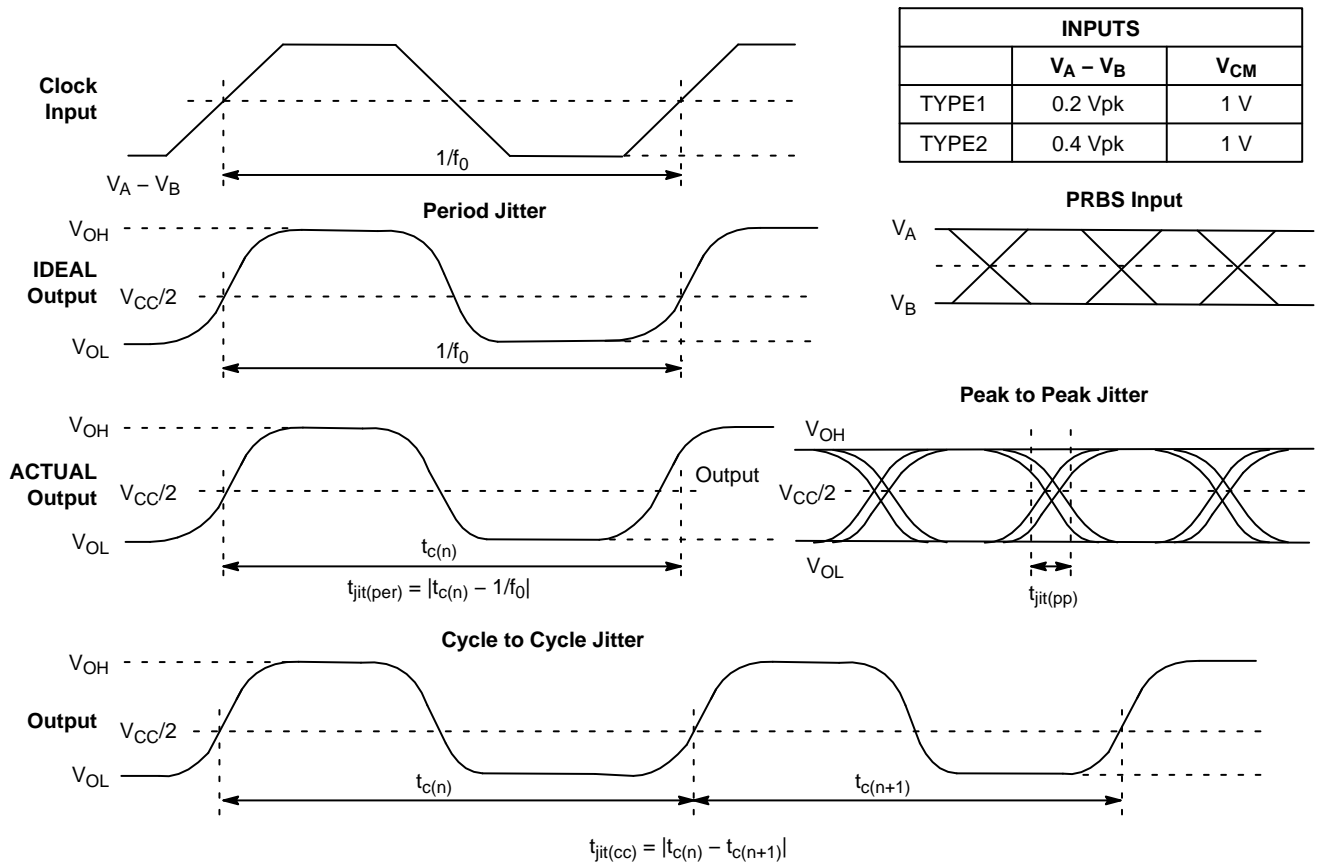 Clock
Input
V_A – V_B
1/f_0
INPUTS
V_A – V_B V_CM
TYPE1 0.2 Vpk 1 V
TYPE2 0.4 Vpk 1 V
Period Jitter
V_OH
IDEAL
Output
V_CC/2
V_OL
1/f_0
PRBS Input
V_A
V_B
V_OH
ACTUAL
Output
V_CC/2
V_OL
t_c(n)
t_jit(per) = |t_c(n) – 1/f_0|
Peak to Peak Jitter
V_OH
Output
V_CC/2
V_OL
t_jit(pp)
Cycle to Cycle Jitter
V_OH
Output
V_CC/2
V_OL
t_c(n)
t_c(n+1)
t_jit(cc) = |t_c(n) – t_c(n+1)|